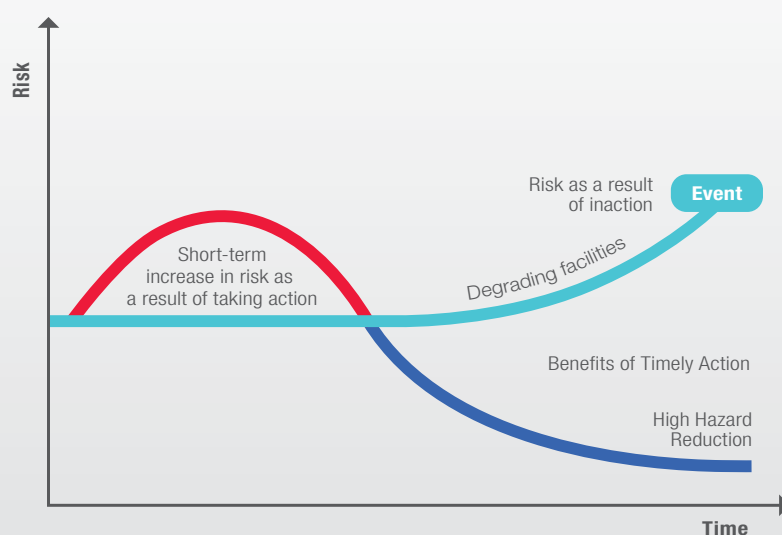 Risk
Risk as a result
of inaction
Event
Short-term
increase in risk as
a result of taking action
Degrading facilities
Benefits of Timely Action
High Hazard
Reduction
Time